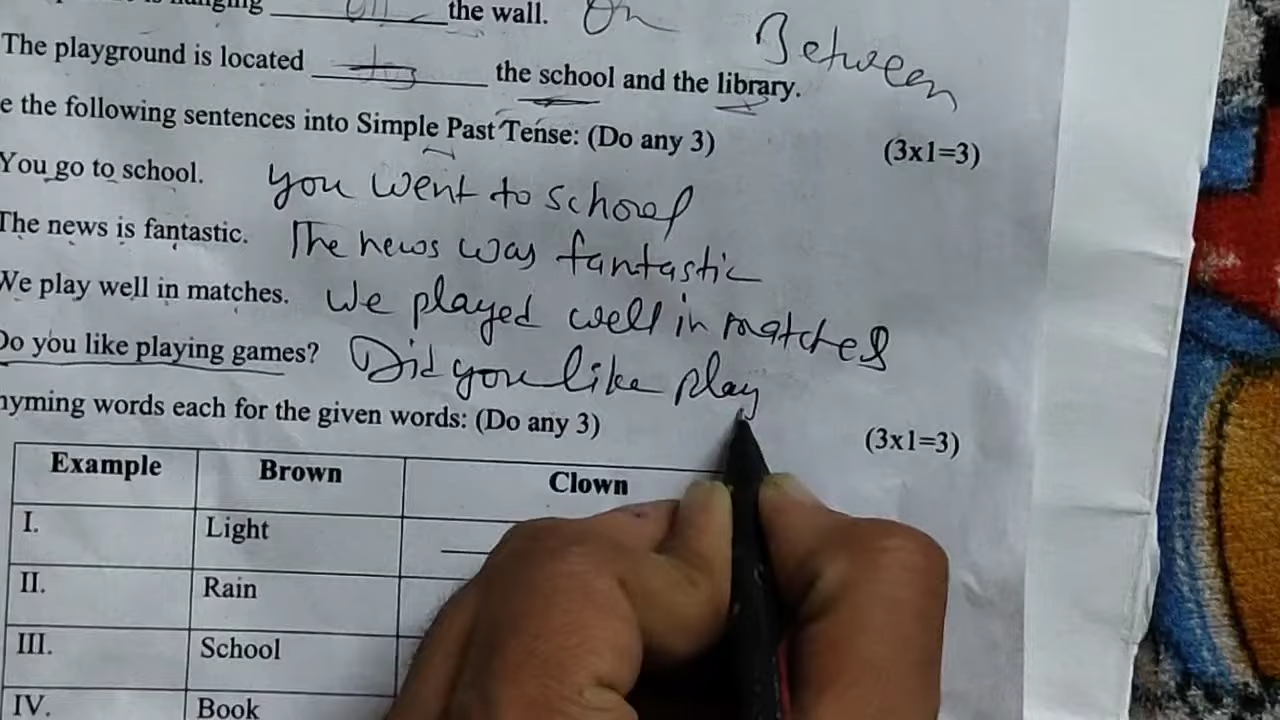 hanging ____ the wall. On
Between
The playground is located ____ the school and the library.
e the following sentences into Simple Past Tense: (Do any 3) (3x1=3)
You go to school. you went to school
The news is fantastic. The news was fantastic
We play well in matches. We played well in matches
Do you like playing games? Did you like play
hyming words each for the given words: (Do any 3) (3x1=3)
Example Brown Clown
I. Light
II. Rain
III. School
IV. Book